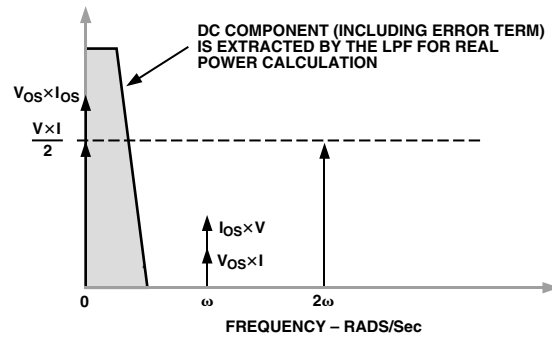 DC COMPONENT (INCLUDING ERROR TERM)
IS EXTRACTED BY THE LPF FOR REAL
POWER CALCULATION
VOS×IOS
V×I
2
IOS×V
VOS×I
0
ω
2ω
FREQUENCY – RADS/Sec